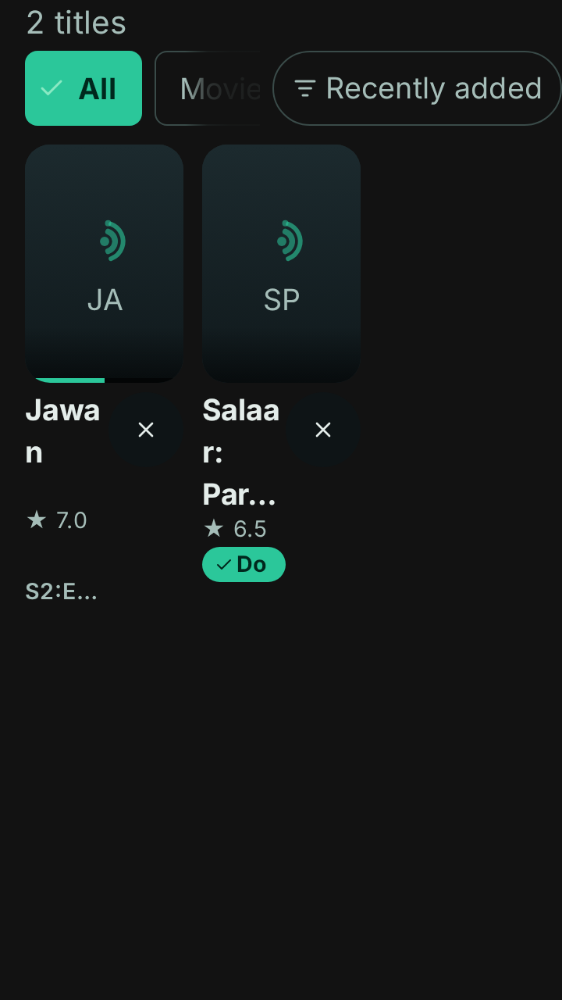 2 titles
All
Movie
Recently added
JA
SP
Jawa
n
★ 7.0
S2:E...
Salaa
r:
Par...
★ 6.5
Do